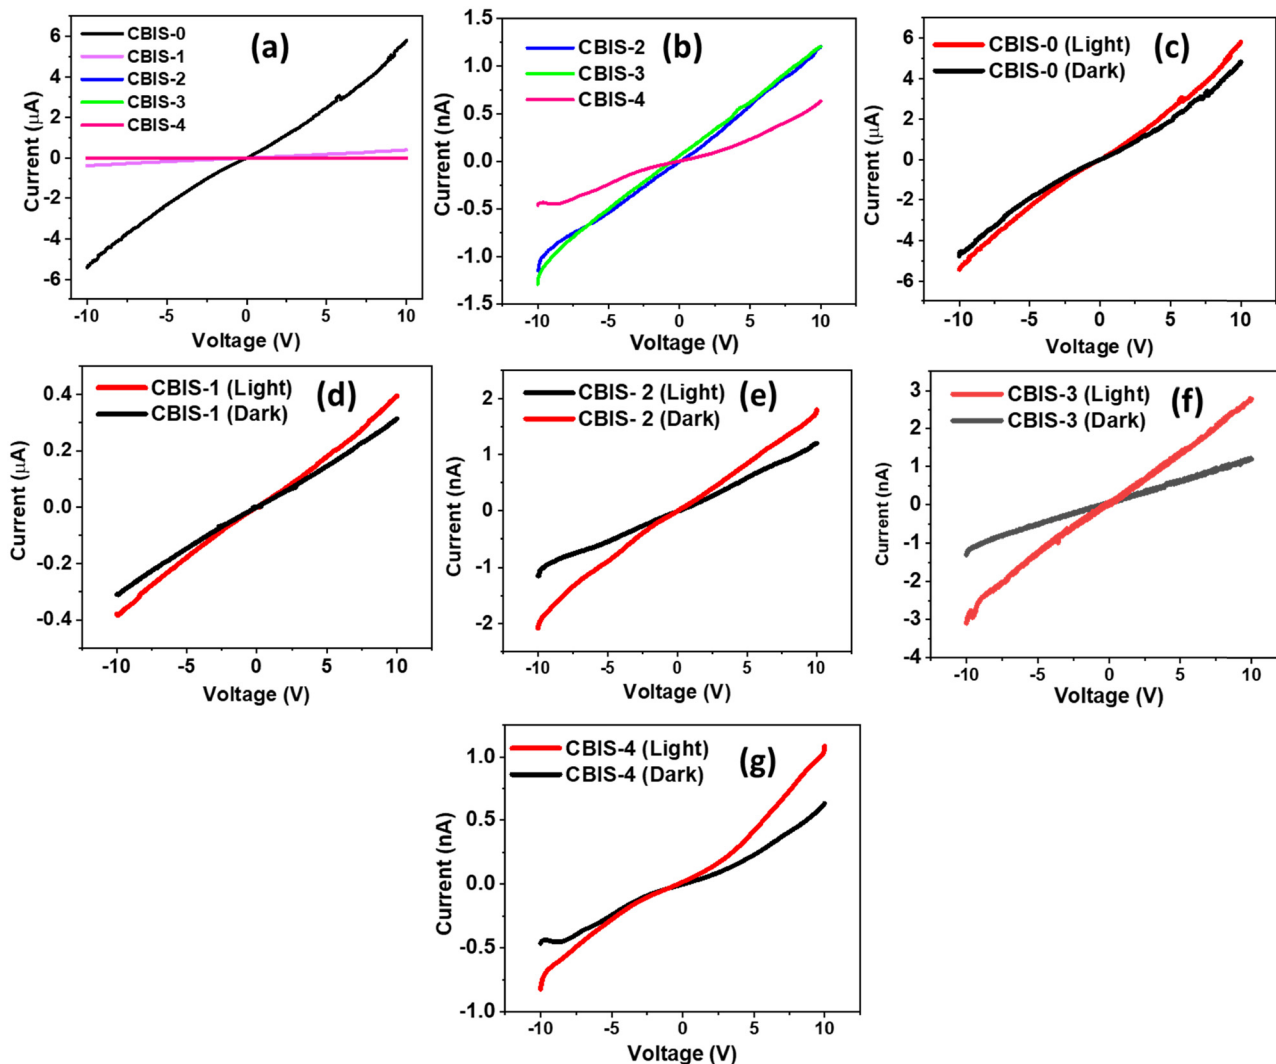 (a)
CBIS-0
CBIS-1
CBIS-2
CBIS-3
CBIS-4
6
4
2
0
-2
-4
-6
Current (μA)
-10
-5
0
5
10
Voltage (V)
(b)
CBIS-2
CBIS-3
CBIS-4
1.5
1.0
0.5
0.0
-0.5
-1.0
-1.5
Current (nA)
-10
-5
0
5
10
Voltage (V)
(c)
CBIS-0 (Light)
CBIS-0 (Dark)
6
4
2
0
-2
-4
-6
Current (μA)
-10
-5
0
5
10
Voltage (V)
(d)
CBIS-1 (Light)
CBIS-1 (Dark)
0.4
0.2
0.0
-0.2
-0.4
Current (μA)
-10
-5
0
5
10
Voltage (V)
(e)
CBIS- 2 (Light)
CBIS- 2 (Dark)
2
1
0
-1
-2
Current (nA)
-10
-5
0
5
10
Voltage (V)
(f)
CBIS-3 (Light)
CBIS-3 (Dark)
3
2
1
0
-1
-2
-3
-4
Current (nA)
-10
-5
0
5
10
Voltage (V)
(g)
CBIS-4 (Light)
CBIS-4 (Dark)
1.0
0.5
0.0
-0.5
-1.0
Current (nA)
-10
-5
0
5
10
Voltage (V)